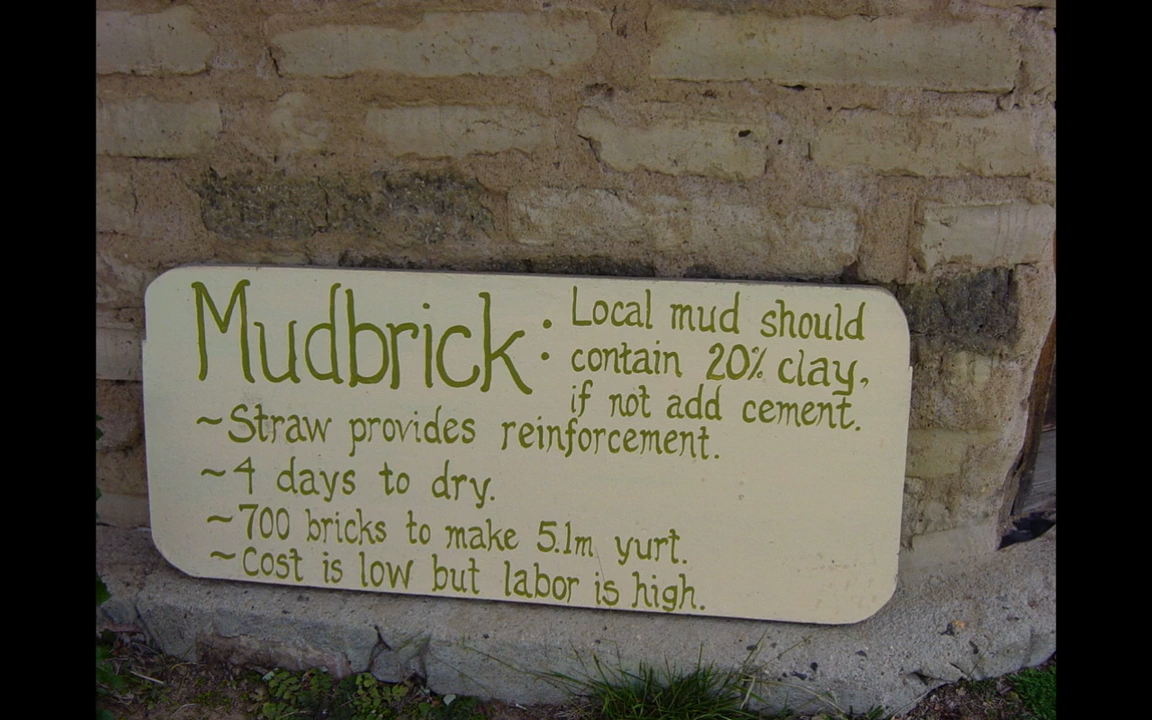 Mudbrick: Local mud should
contain 20% clay,
if not add cement.
~Straw provides reinforcement.
~4 days to dry.
~700 bricks to make 5.1m yurt.
~Cost is low but labor is high.